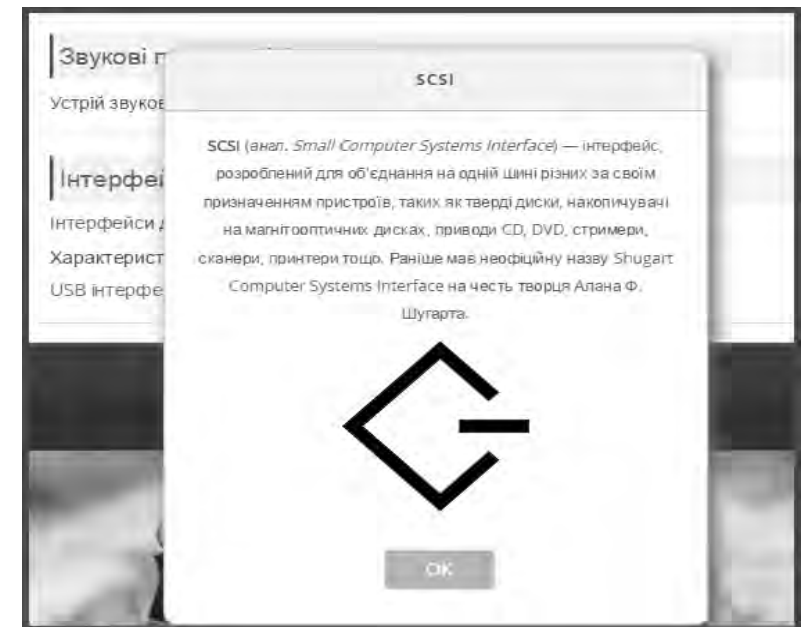 Звукові
Устрій звуков
Інтерфей
Інтерфейси
Характерист
USB інтерфе
SCSI
SCSI (англ. Small Computer Systems Interface) — інтерфейс,
розроблений для об'єднання на одній шині різних за своїм
призначенням пристроїв, таких як тверді диски, накопичувачі
на магнітооптичних дисках, приводи CD, DVD, стримери,
сканери, принтери тощо. Раніше мав неофіційну назву Shugart
Computer Systems Interface на честь творця Алана Ф.
Шугарта.
OK